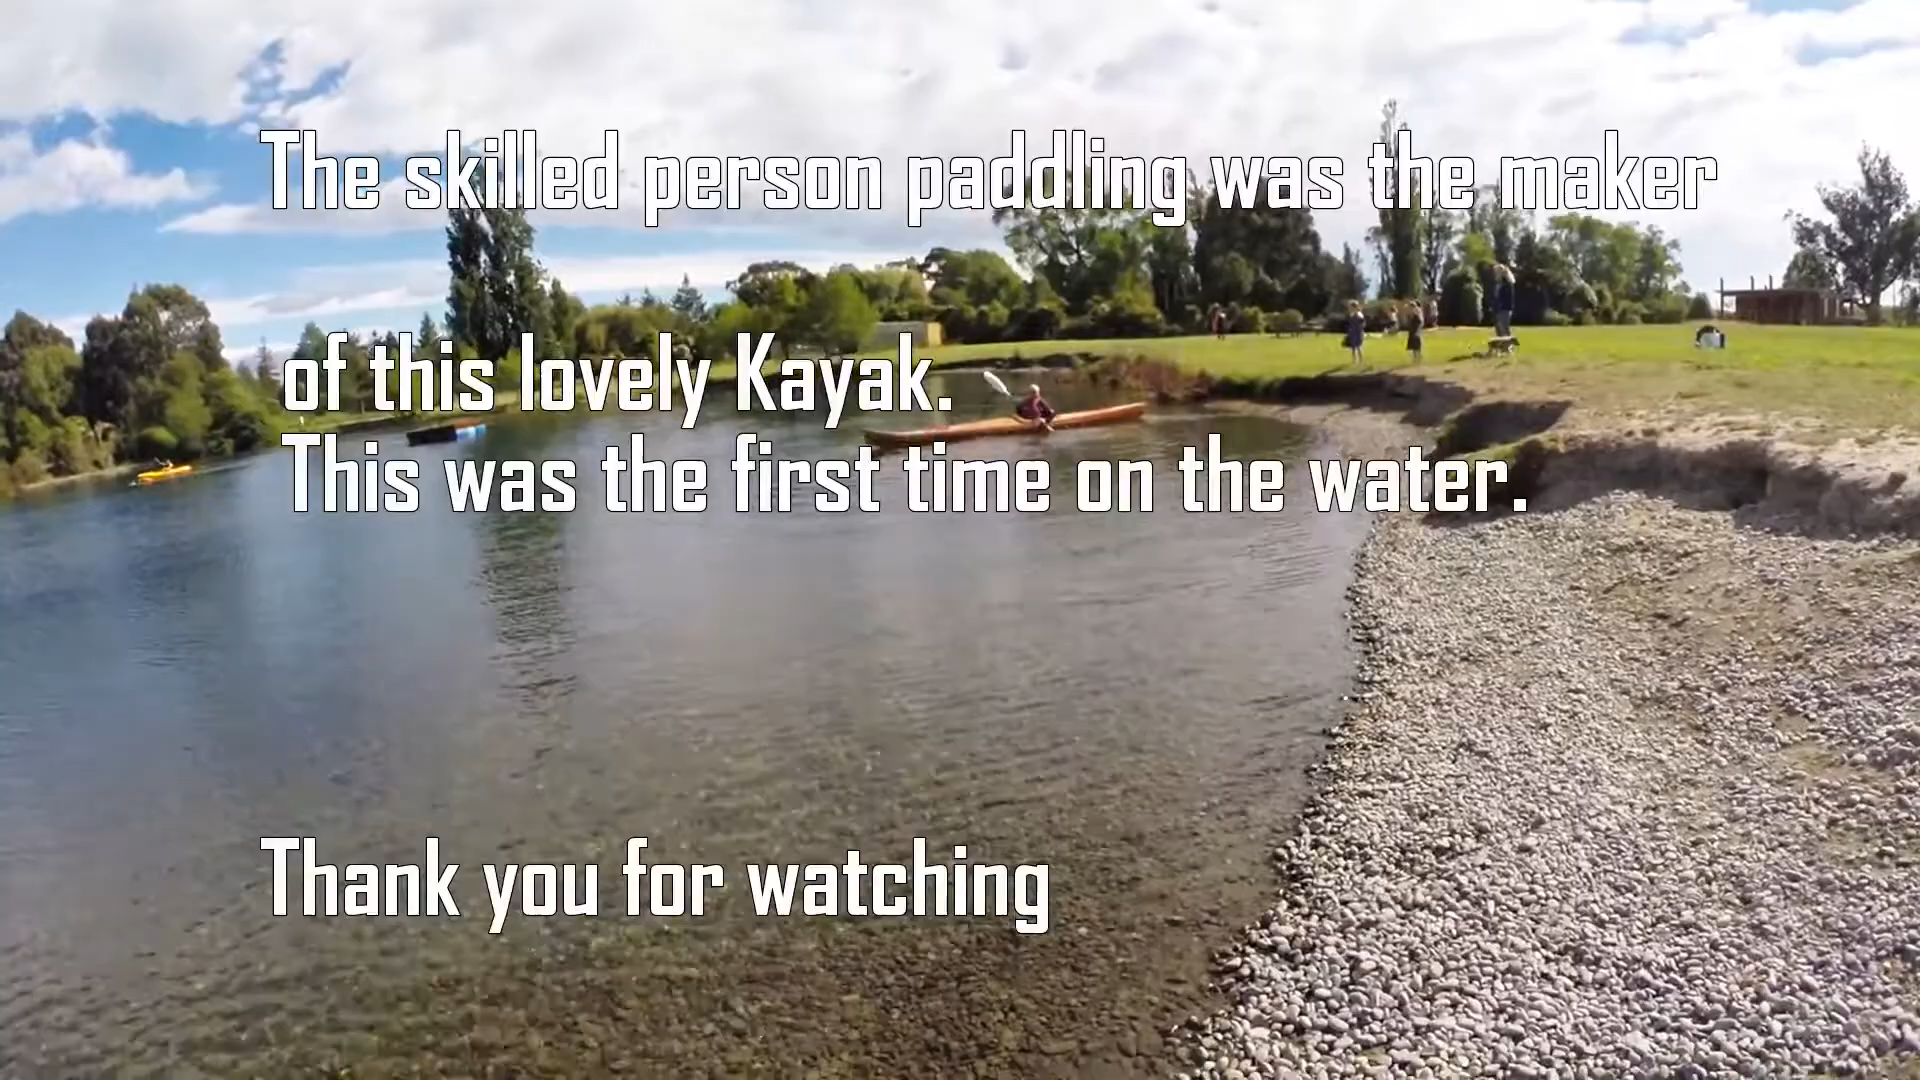 The skilled person paddling was the maker
of this lovely Kayak.
This was the first time on the water.
Thank you for watching